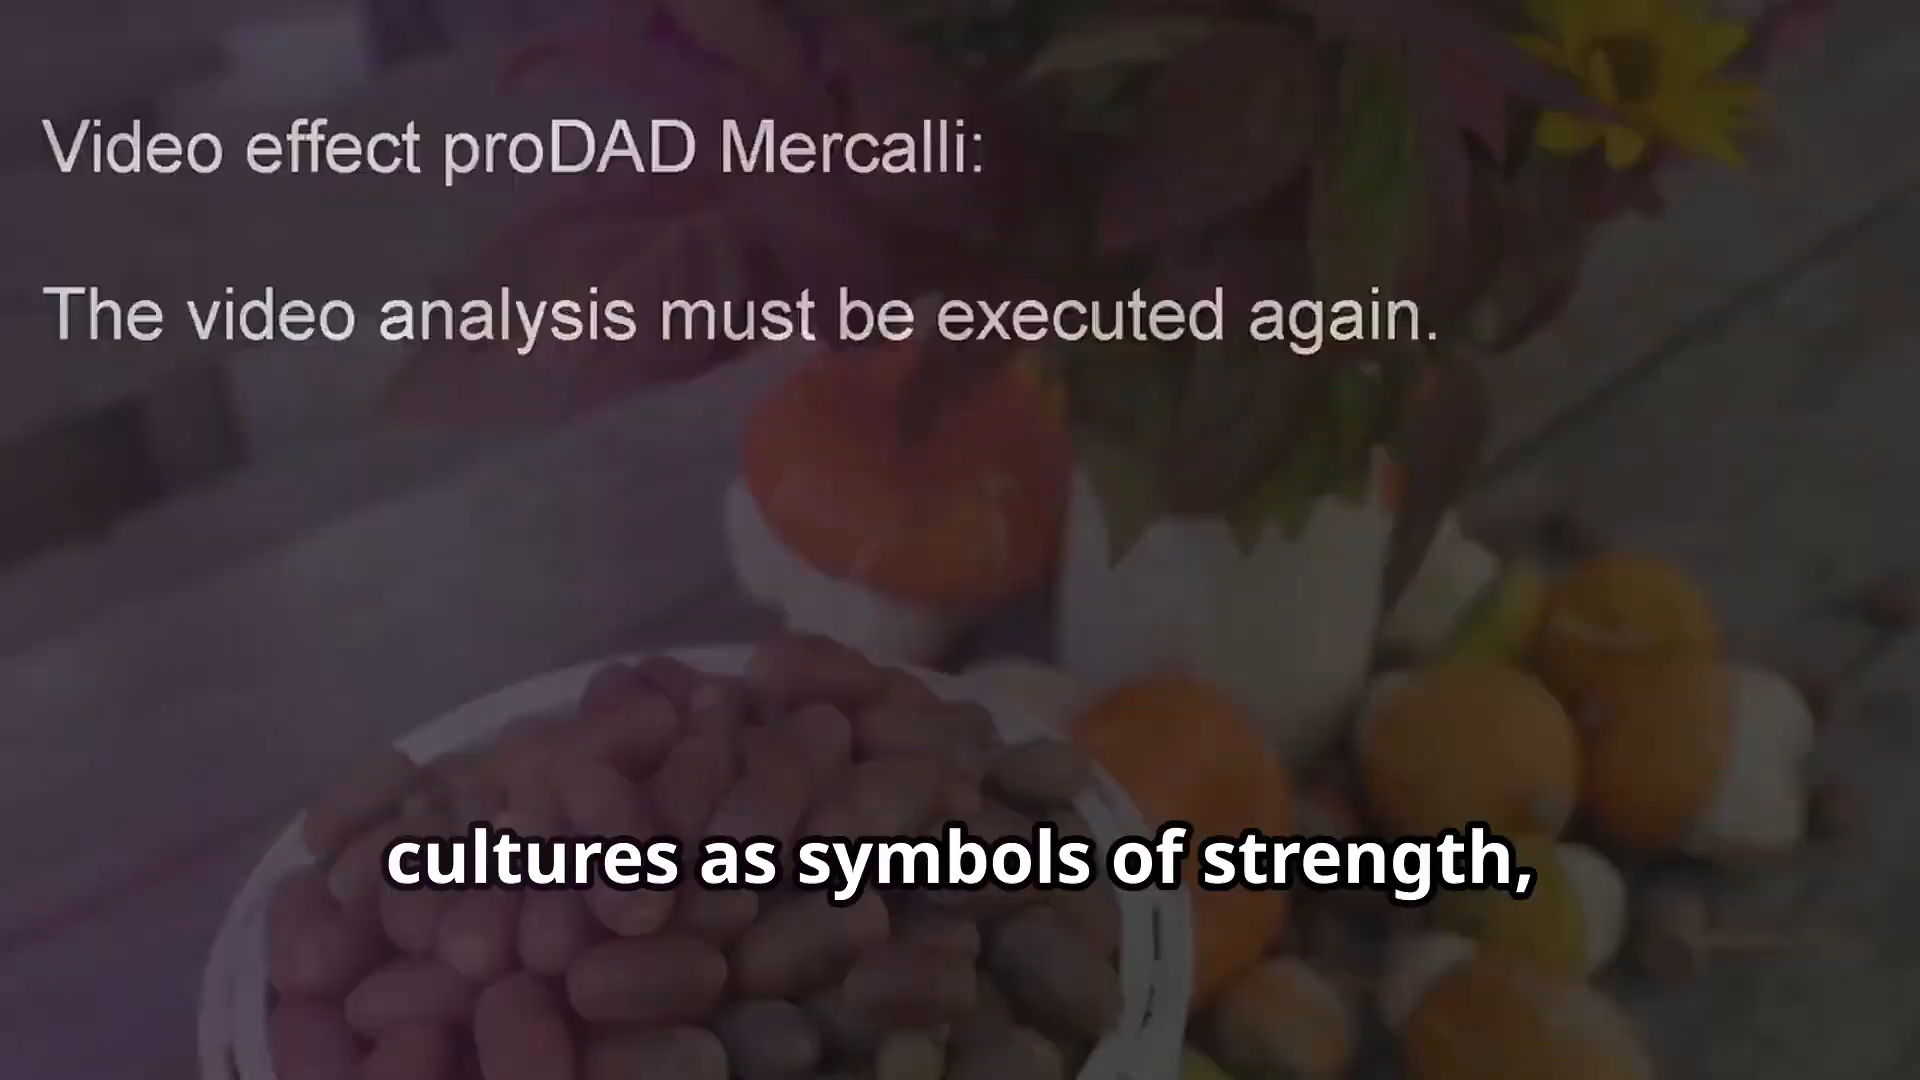 Video effect proDAD Mercalli:
The video analysis must be executed again.
cultures as symbols of strength,